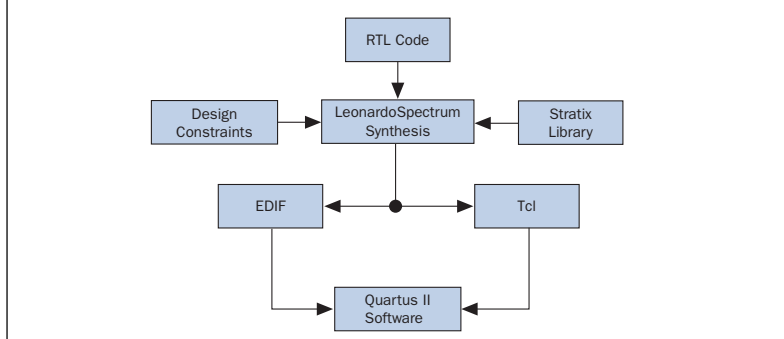 RTL Code
Design
Constraints
LeonardoSpectrum
Synthesis
Stratix
Library
EDIF
Tcl
Quartus II
Software